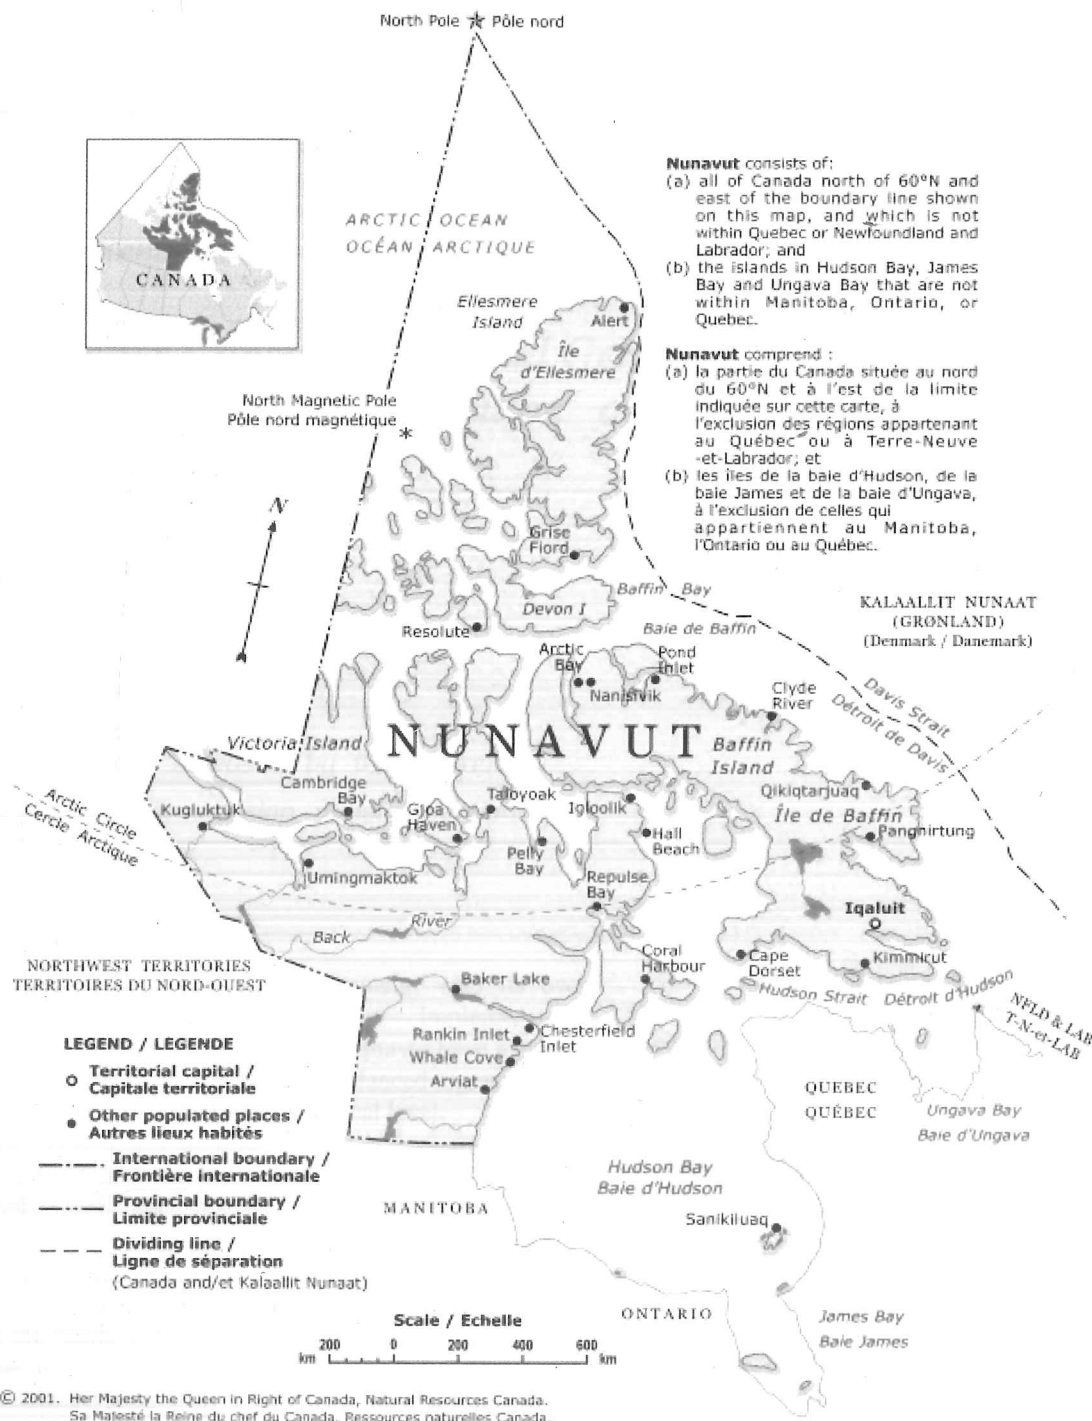 North Pole Pôle nord
CANADA
ARCTIC OCEAN
OCÉAN ARCTIQUE
Nunavut consists of:
(a) all of Canada north of 60°N and
east of the boundary line shown
on this map, and which is not
within Quebec or Newfoundland and
Labrador; and
(b) the islands in Hudson Bay, James
Bay and Ungava Bay that are not
within Manitoba, Ontario, or
Quebec.
Nunavut comprend :
(a) la partie du Canada située au nord
du 60°N et à l'est de la limite
indiquée sur cette carte, à
l'exclusion des régions appartenant
au Québec ou à Terre-Neuve
-et-Labrador; et
(b) les îles de la baie d'Hudson, de la
baie James et de la baie d'Ungava,
à l'exclusion de celles qui
appartiennent au Manitoba,
l'Ontario ou au Québec.
Ellesmere
Island
Alert
Île
d'Ellesmere
North Magnetic Pole
Pôle nord magnétique
N
Grise
Fiord
Devon I
Baffin Bay
Baie de Baffin
KALAALLIT NUNAAT
(GRØNLAND)
(Denmark / Danemark)
Resolute
Arctic
Bay
Nanisivik
Pond
Inlet
Clyde
River
Davis Strait
Détroit de Davis
NUNAVUT
Victoria Island
Baffin
Island
Cambridge
Bay
Kugluktuk
Arctic Circle
Cercle Arctique
Gjoa
Haven
Taloyoak
Igloolik
Qikiqtarjuaq
Île de Baffin
Hall
Beach
Pangnirtung
Pelly
Bay
Umingmaktok
Repulse
Bay
Iqaluit
Back River
Coral
Harbour
Cape
Dorset
Kimmirut
NORTHWEST TERRITORIES
TERRITOIRES DU NORD-OUEST
Baker Lake
Hudson Strait Détroit d'Hudson
NFLD & LAB
T-N-et-LAB
Rankin Inlet
Chesterfield
Inlet
Whale Cove
Arviat
QUEBEC
QUÉBEC
Ungava Bay
Baie d'Ungava
Hudson Bay
Baie d'Hudson
MANITOBA
Sanikiluaq
ONTARIO
James Bay
Baie James
LEGEND / LEGENDE
Territorial capital /
Capitale territoriale
Other populated places /
Autres lieux habités
International boundary /
Frontière internationale
Provincial boundary /
Limite provinciale
Dividing line /
Ligne de séparation
(Canada and/et Kalaallit Nunaat)
Scale / Echelle
200 0 200 400 600
km km
© 2001. Her Majesty the Queen in Right of Canada, Natural Resources Canada.
Sa Majesté la Reine du chef du Canada, Ressources naturelles Canada.